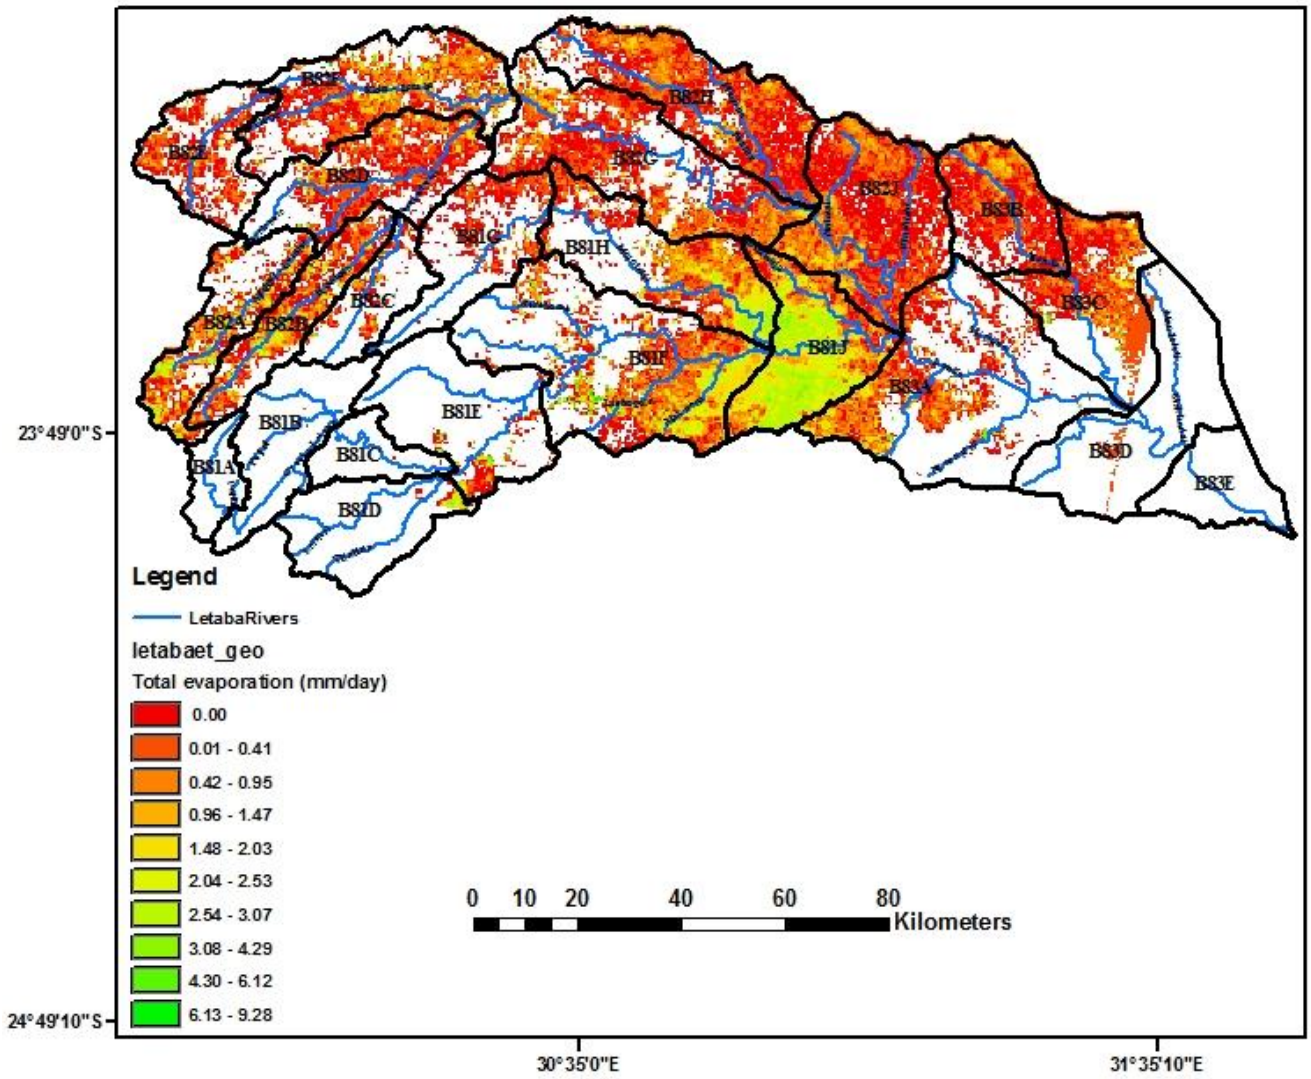 B82F
B82H
B82E
B82G
B82D
B82J
B83B
B81G
B81H
B82C
B83C
B82A
B82B
B81J
B81F
B83A
B81E
B81B
23°49'0"S
B83D
B81C
B81A
B83E
B81D
Legend
LetabaRivers
letabaet_geo
Total evaporation (mm/day)
0.00
0.01 - 0.41
0.42 - 0.95
0.96 - 1.47
1.48 - 2.03
2.04 - 2.53
0 10 20 40 60 80
2.54 - 3.07
Kilometers
3.08 - 4.29
4.30 - 6.12
6.13 - 9.28
24°49'10"S
30°35'0"E
31°35'10"E